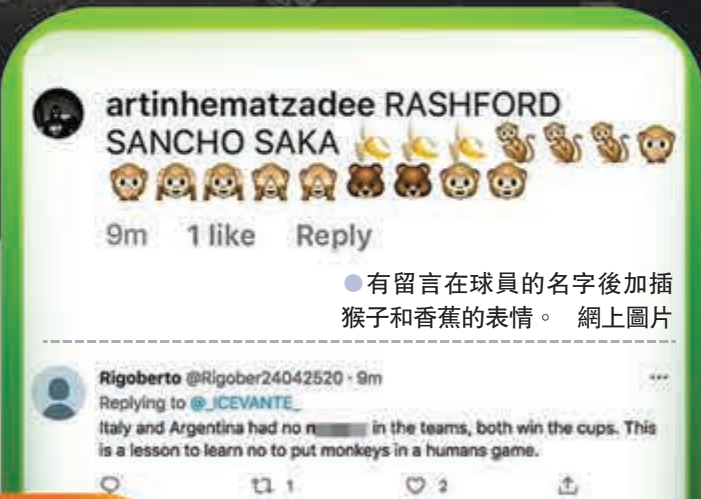 artinhematzadee RASHFORD
SANCHO SAKA 🍌🍌🍌🐒🐒🐒🐵
🐵🙉🙉🙈🙈🐻🐻🐵🐵
9m 1 like Reply
●有留言在球員的名字後加插
猴子和香蕉的表情。 網上圖片
Rigoberto @Rigober24042520 · 9m
Replying to @_ICEVANTE_
Italy and Argentina had no n in the teams, both win the cups. This
is a lesson to learn no to put monkeys in a humans game.
1 2